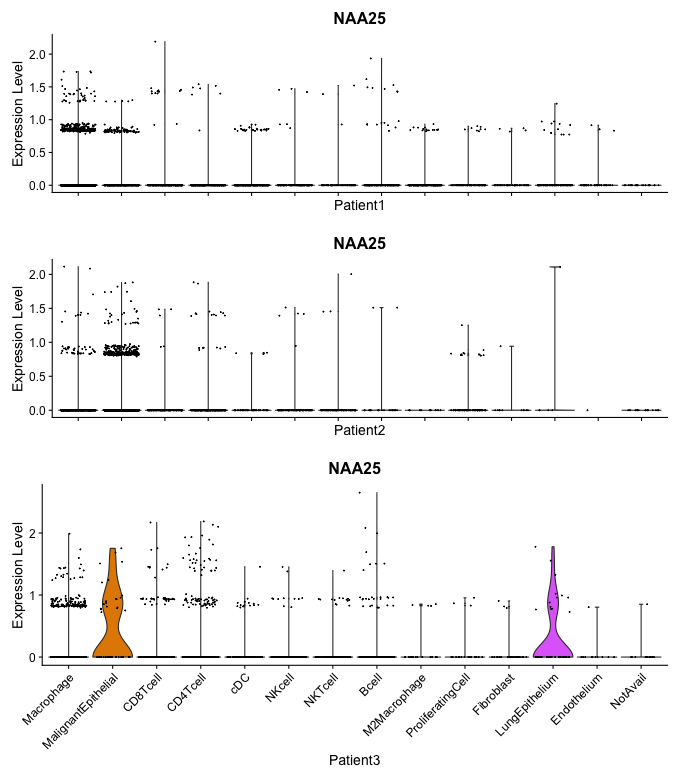 NAA25
Expression Level
2.0
1.5
1.0
0.5
0.0
Patient1
NAA25
Expression Level
2.0
1.5
1.0
0.5
0.0
Patient2
NAA25
Expression Level
2
1
0
Macrophage
MalignantEpithelial
CD8Tcell
CD4Tcell
cDC
NKcell
NKTcell
Bcell
M2Macrophage
ProliferatingCell
Fibroblast
LungEpithelium
Endothelium
NotAvail
Patient3